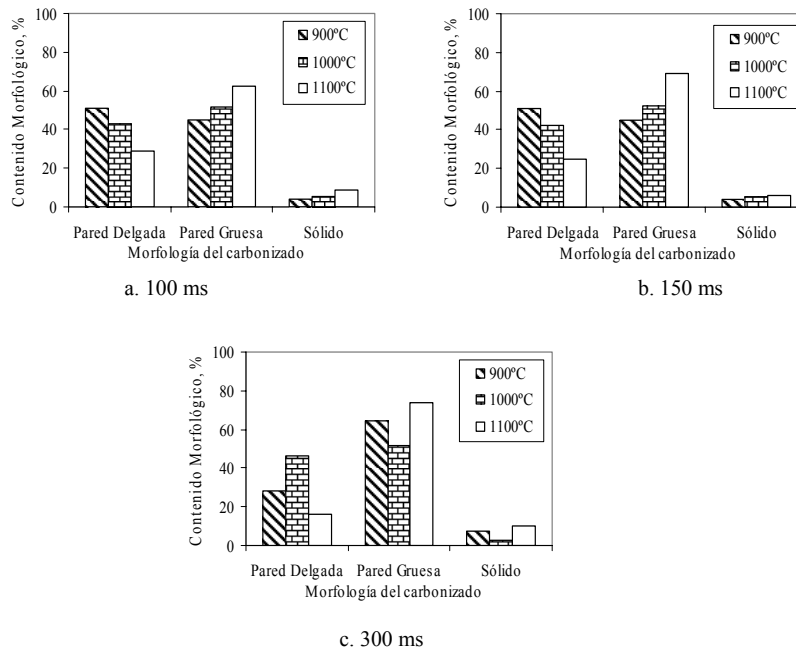 Contenido Morfológico, %
100
80
60
40
20
0
900ºC
1000ºC
1100ºC
Pared Delgada Pared Gruesa Sólido
Morfología del carbonizado
a. 100 ms
Contenido Morfológico, %
100
80
60
40
20
0
900ºC
1000ºC
1100ºC
Pared Delgada Pared Gruesa Sólido
Morfología del carbonizado
b. 150 ms
Contenido Morfológico, %
100
80
60
40
20
0
900ºC
1000ºC
1100ºC
Pared Delgada Pared Gruesa Sólido
Morfología del carbonizado
c. 300 ms